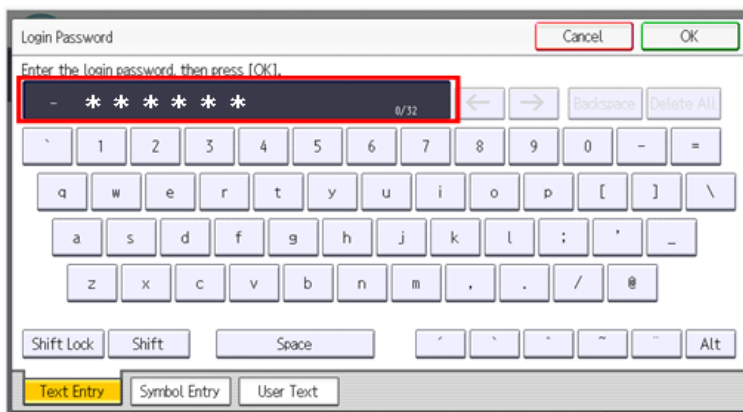 Login Password Cancel OK
Enter the login password, then press [OK].
- ****** 0/32 ← → Backspace Delete All
` 1 2 3 4 5 6 7 8 9 0 - =
q w e r t y u i o p [ ] \
a s d f g h j k l ; ' _
z x c v b n m , . / @
Shift Lock Shift Space ´ ` ^ ~ ¨ Alt
Text Entry Symbol Entry User Text